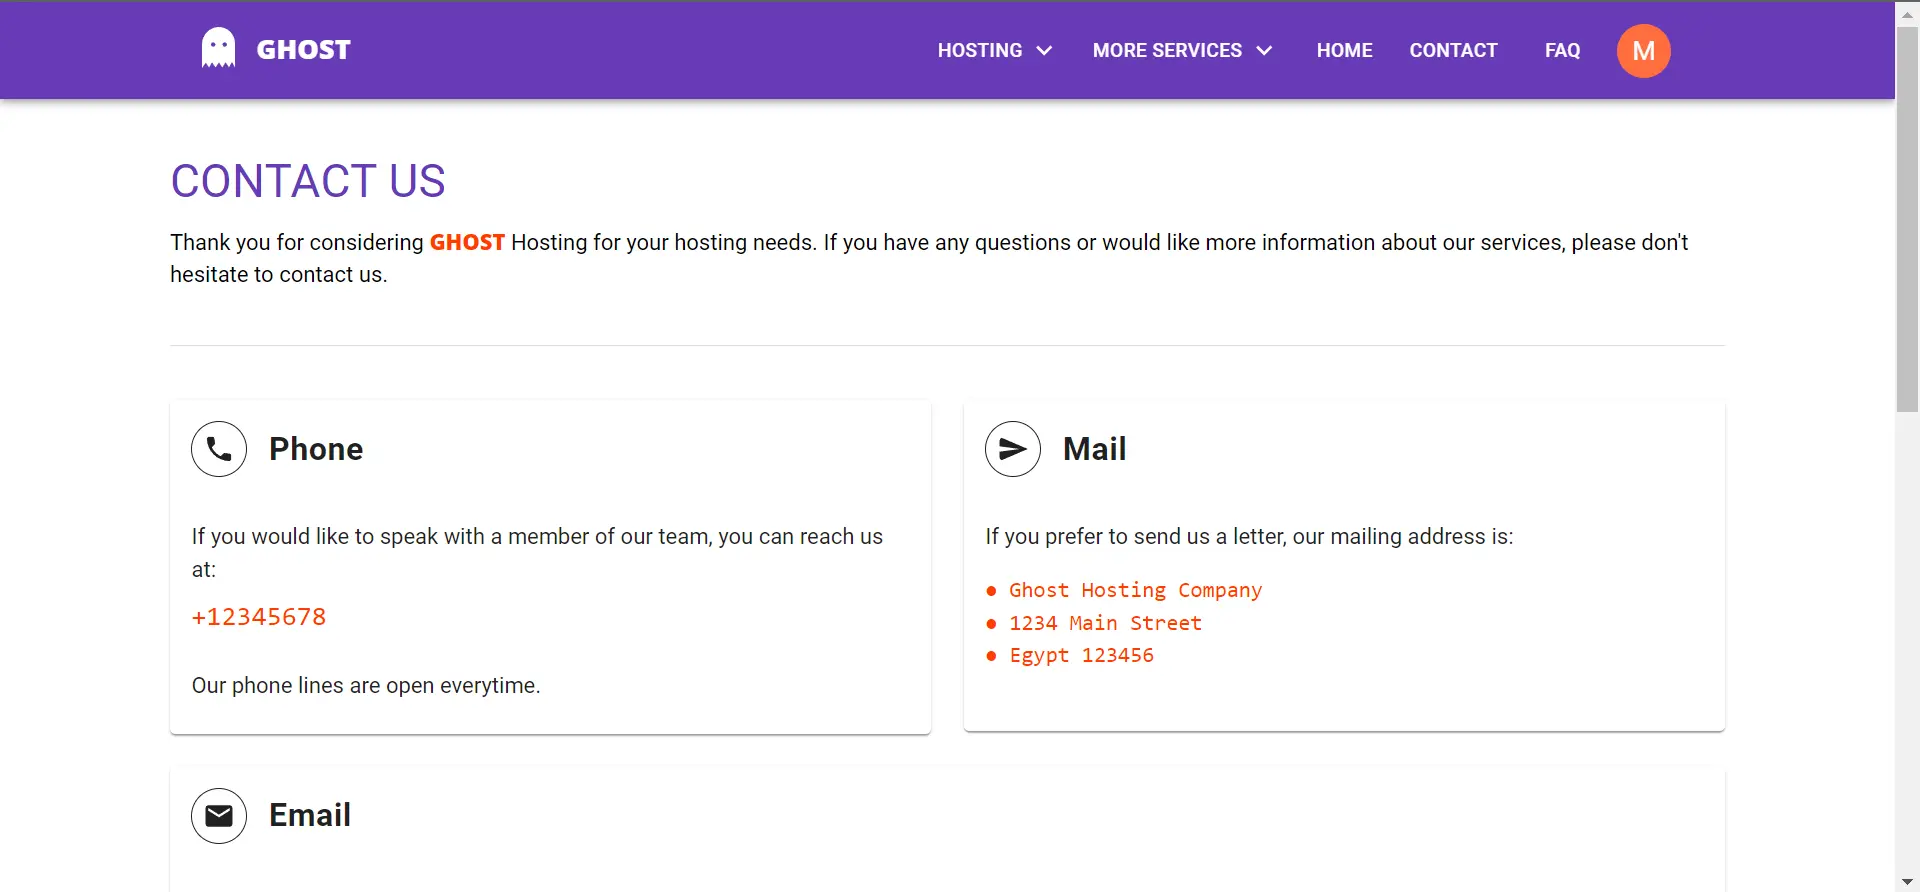 GHOST
HOSTING
MORE SERVICES
HOME
CONTACT
FAQ
M
CONTACT US
Thank you for considering GHOST Hosting for your hosting needs. If you have any questions or would like more information about our services, please don't
hesitate to contact us.
Phone
If you would like to speak with a member of our team, you can reach us
at:
+12345678
Our phone lines are open everytime.
Mail
If you prefer to send us a letter, our mailing address is:
● Ghost Hosting Company
● 1234 Main Street
● Egypt 123456
Email